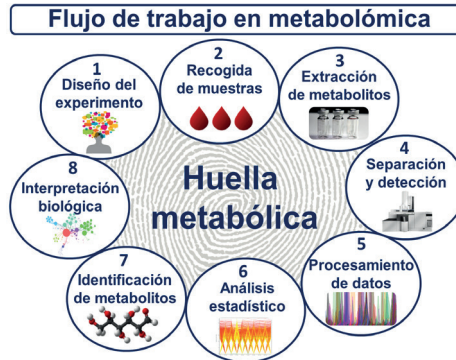 Flujo de trabajo en metabolómica
1
Diseño del
experimento
2
Recogida
de muestras
3
Extracción
de metabolitos
4
Separación
y detección
5
Procesamiento
de datos
6
Análisis
estadístico
7
Identificación
de metabolitos
8
Interpretación
biológica
Huella
metabólica